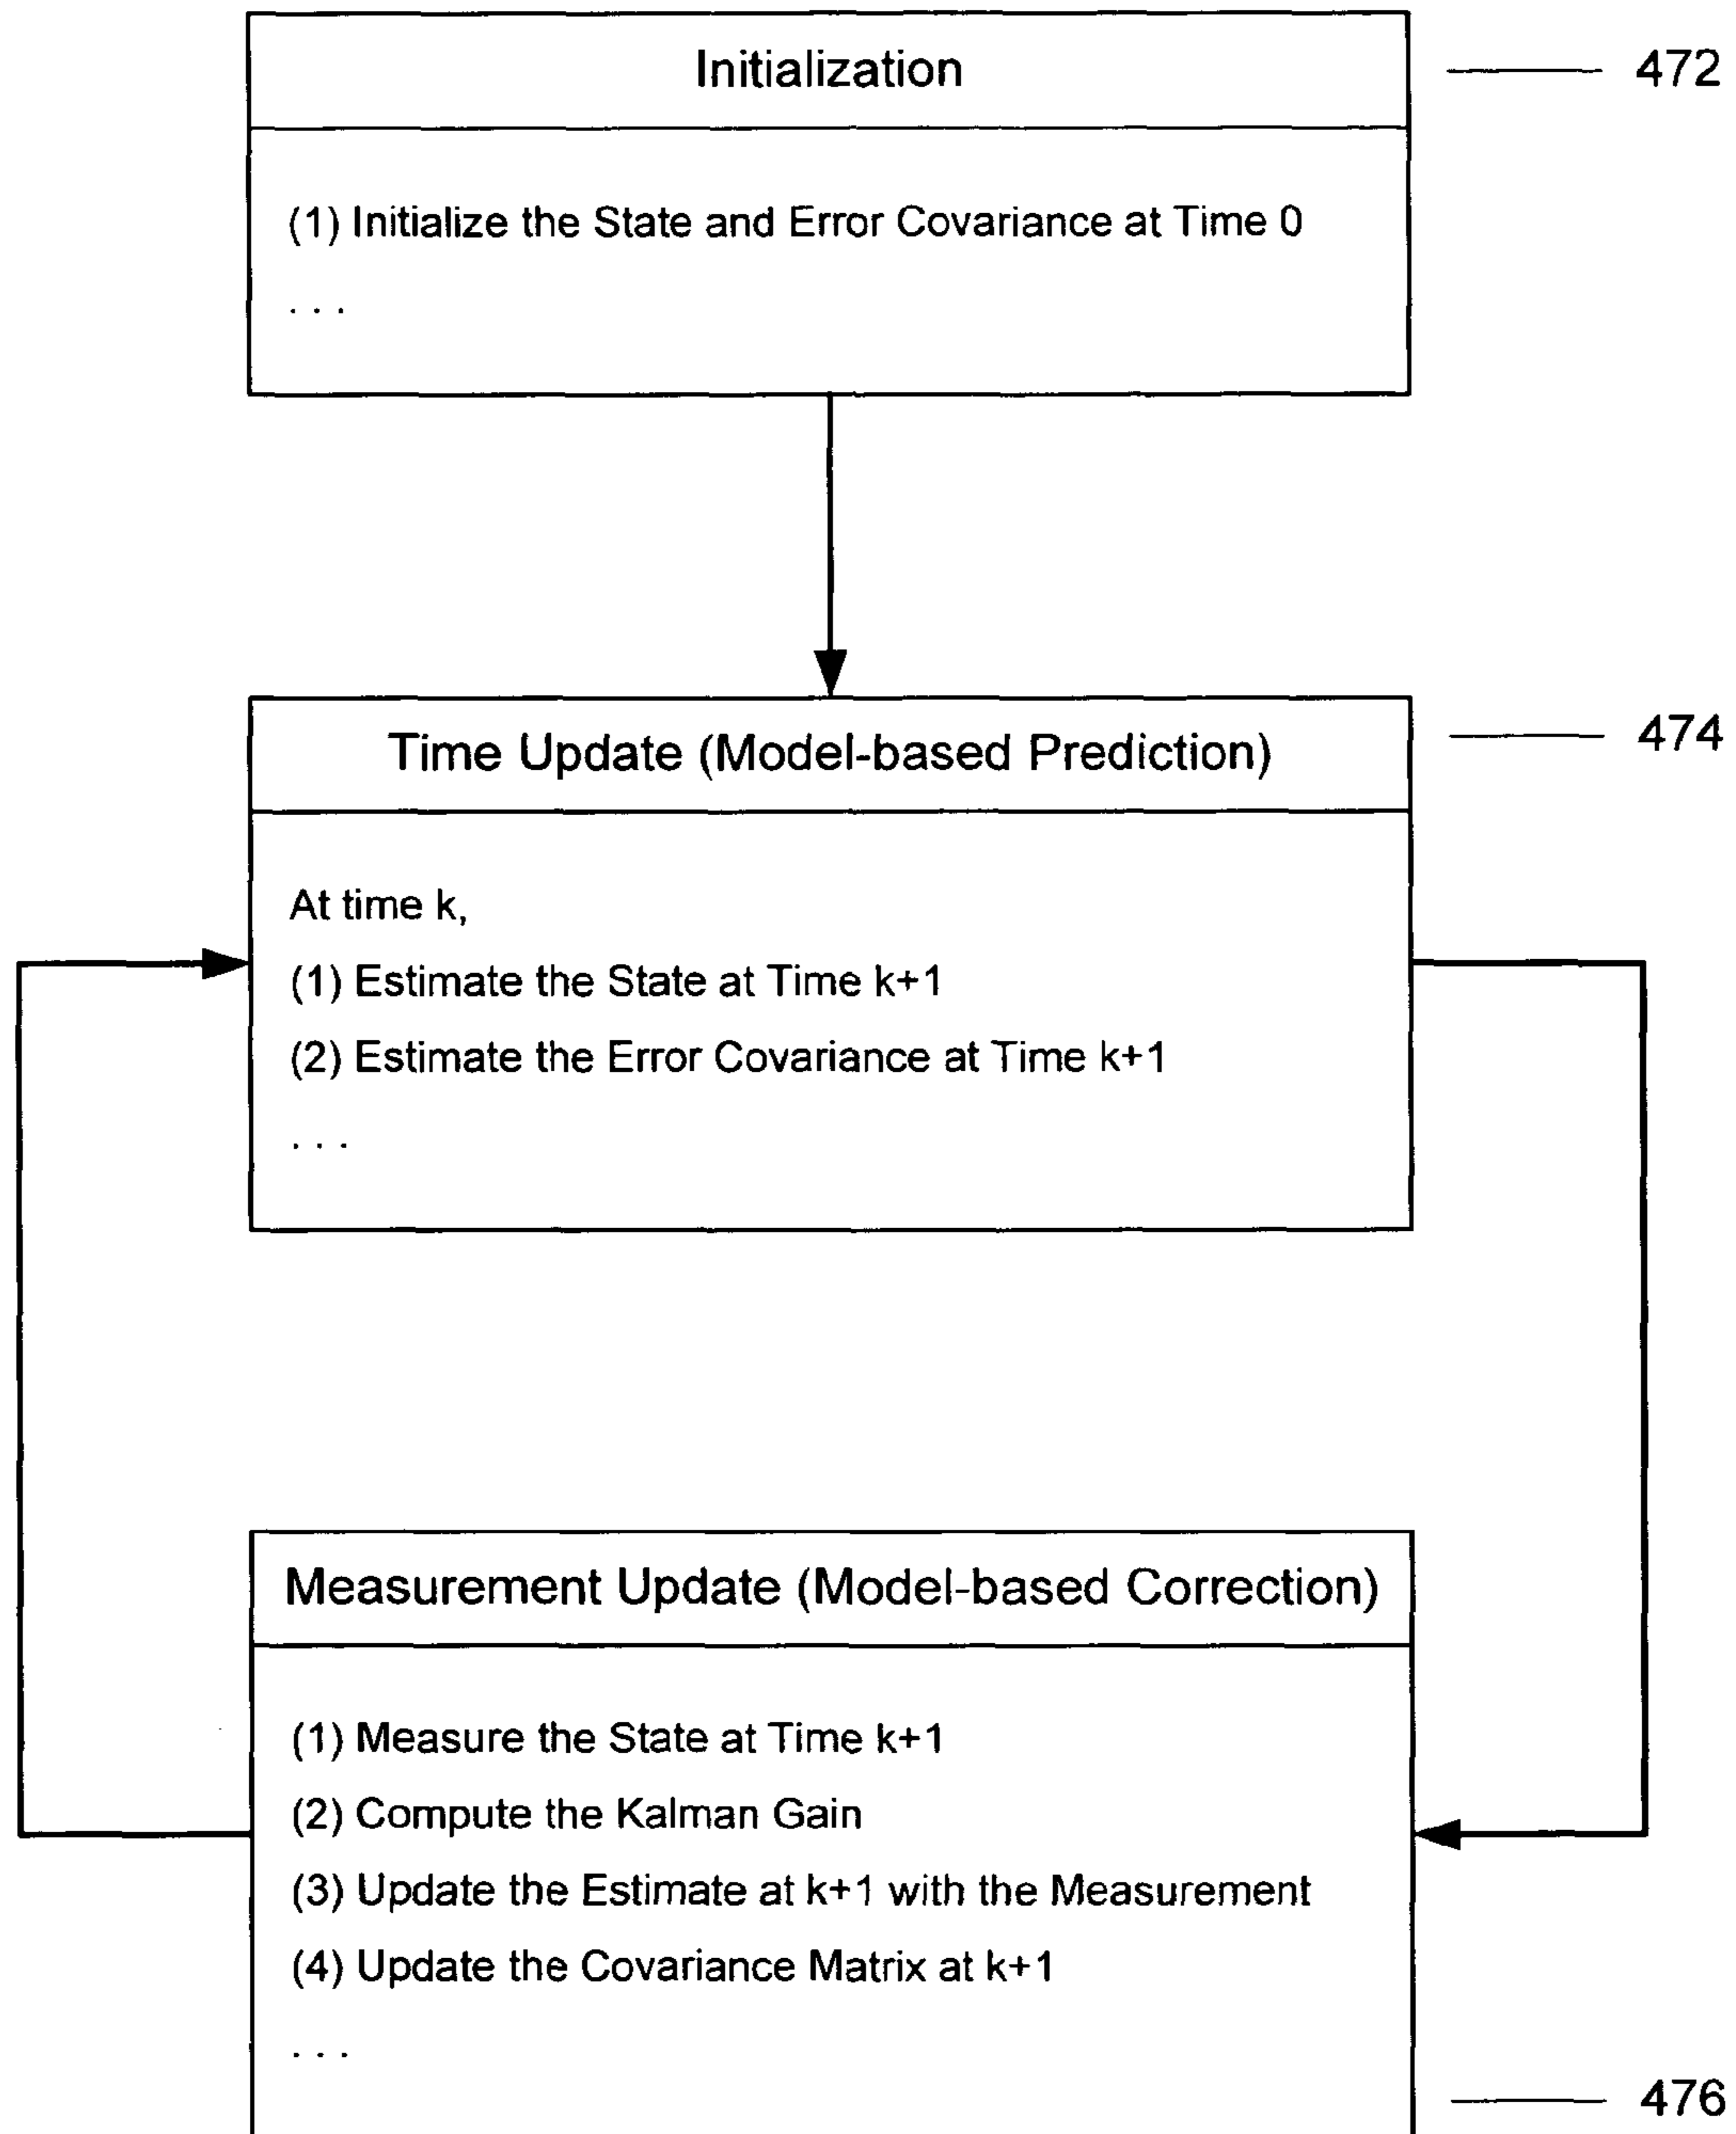 Initialization
472
(1) Initialize the State and Error Covariance at Time 0
. . .
Time Update (Model-based Prediction)
474
At time k,
(1) Estimate the State at Time k+1
(2) Estimate the Error Covariance at Time k+1
. . .
Measurement Update (Model-based Correction)
(1) Measure the State at Time k+1
(2) Compute the Kalman Gain
(3) Update the Estimate at k+1 with the Measurement
(4) Update the Covariance Matrix at k+1
. . .
476